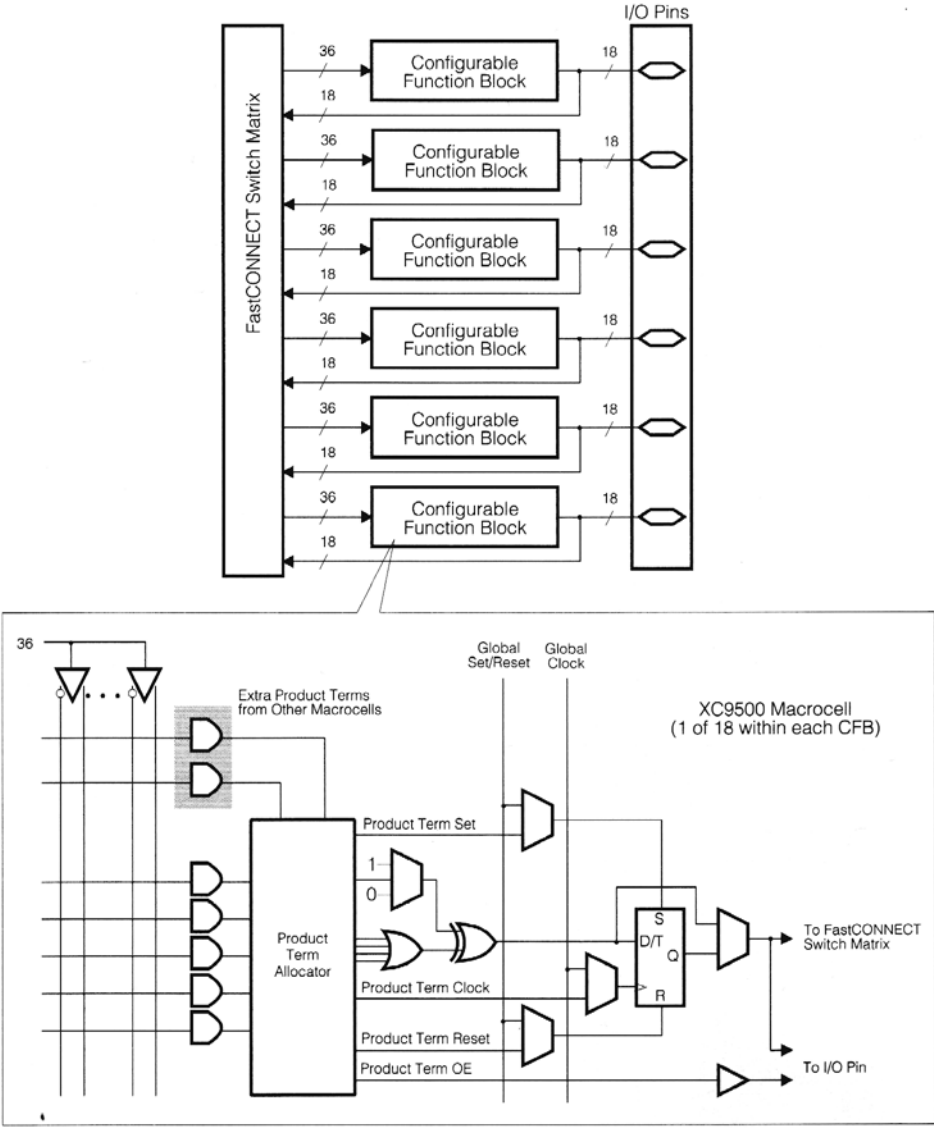 I/O Pins
FastCONNECT Switch Matrix
36
Configurable
Function Block
18
18
36
Configurable
Function Block
18
18
36
Configurable
Function Block
18
18
36
Configurable
Function Block
18
18
36
Configurable
Function Block
18
18
36
Configurable
Function Block
18
18
36
Global
Set/Reset
Global
Clock
Extra Product Terms
from Other Macrocells
XC9500 Macrocell
(1 of 18 within each CFB)
Product Term Set
1
0
Product
Term
Allocator
S
D/T
Q
R
To FastCONNECT
Switch Matrix
Product Term Clock
Product Term Reset
Product Term OE
To I/O Pin